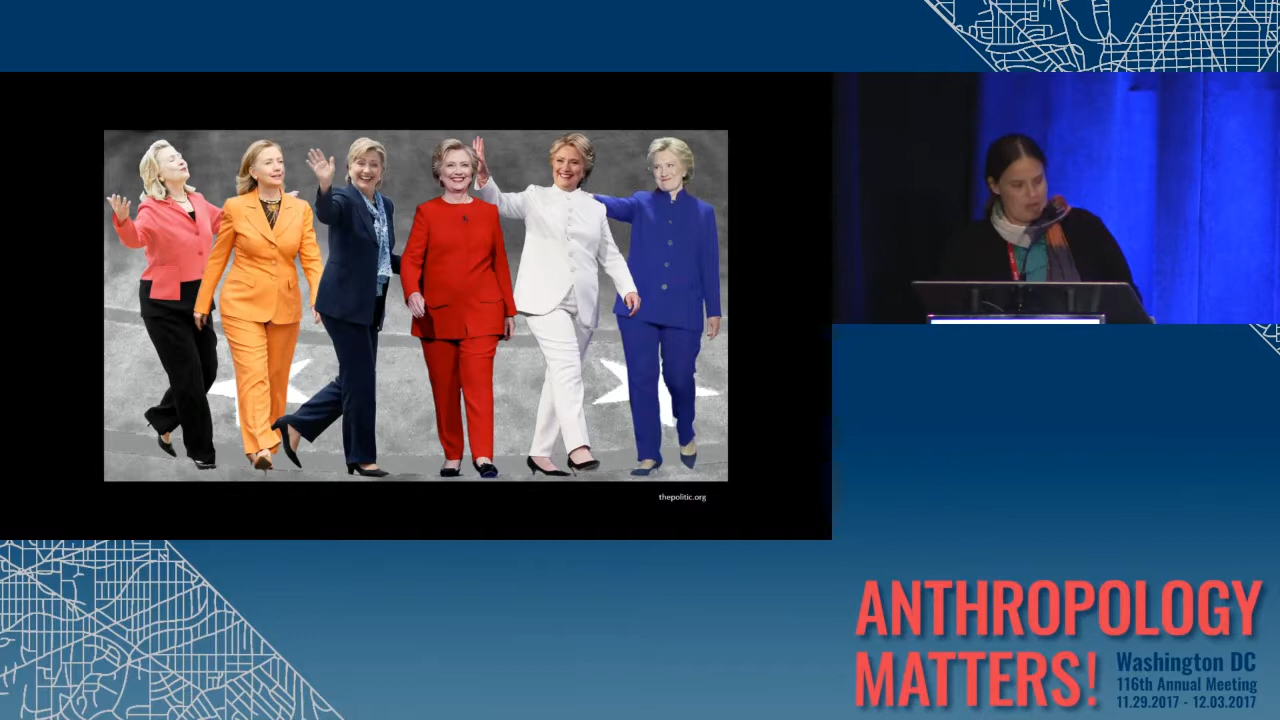 thepolitic.org
ANTHROPOLOGY
MATTERS!
Washington DC
116th Annual Meeting
11.29.2017 - 12.03.2017